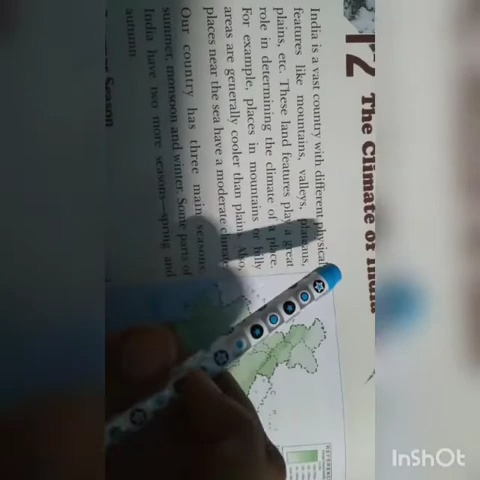 12 The Climate of India
India is a vast country with different physical
features like mountains, valleys, plateaus,
plains, etc. These land features play a great
role in determining the climate of a place.
For example, places in mountains or hilly
areas are generally cooler than plains. Also,
places near the sea have a moderate climate.
Our country has three main seasons:
summer, monsoon and winter. Some parts of
India have two more seasons—spring and
autumn
Season
InShOt